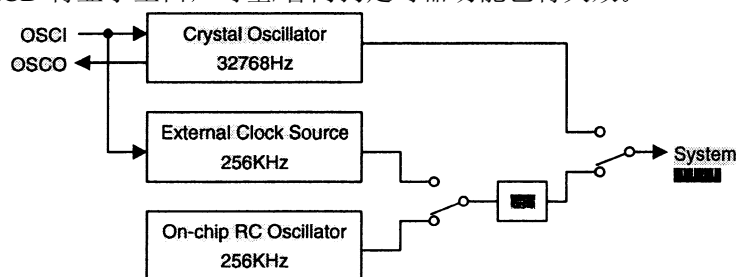 OSCI
OSCO
Crystal Oscillator
32768Hz
External Clock Source
256KHz
On-chip RC Oscillator
256KHz
System